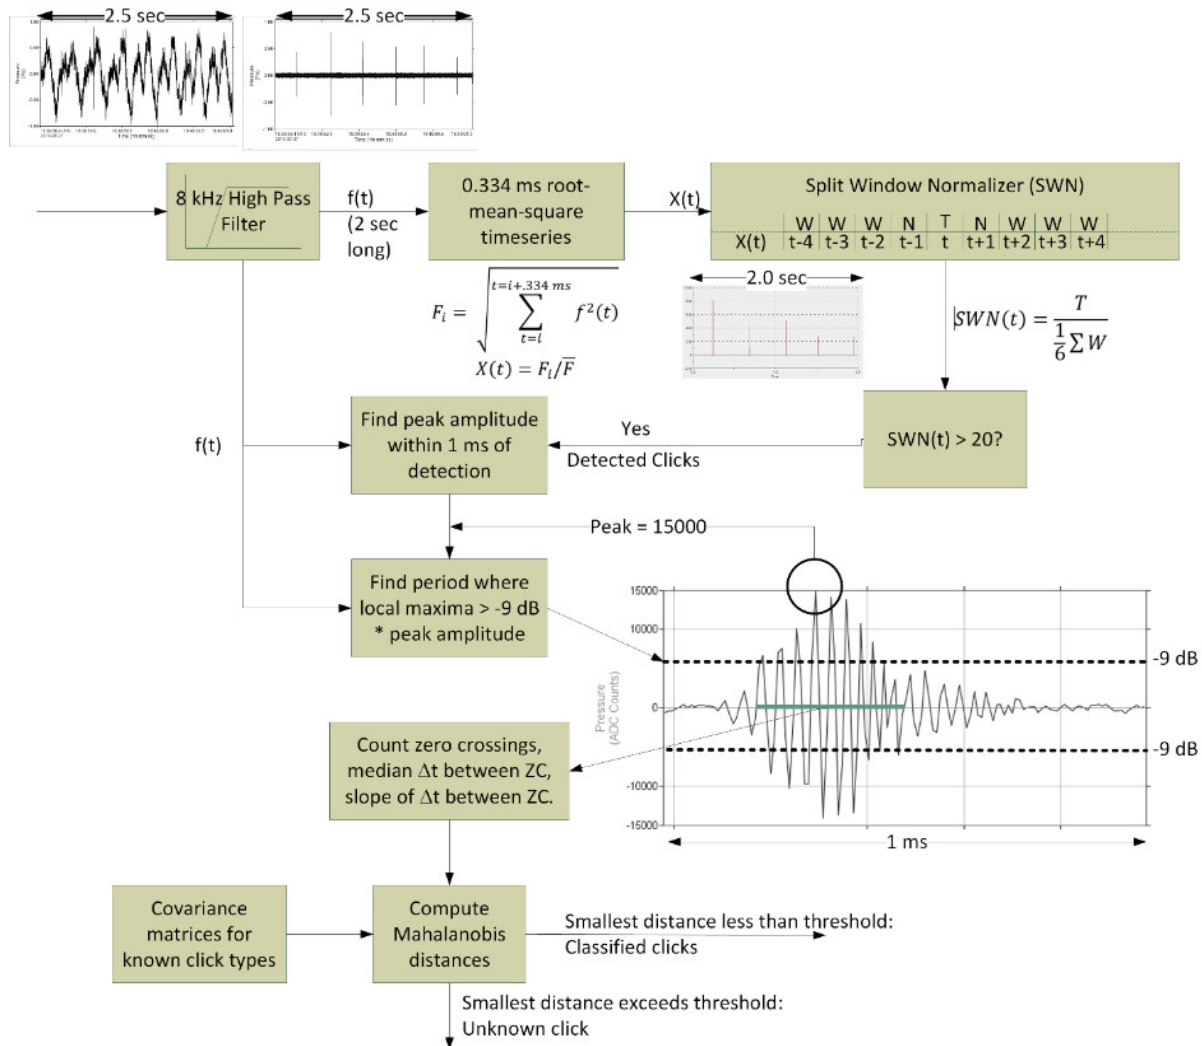 2.5 sec
2.5 sec
Pressure
(Pa)
Pressure
(Pa)
8 kHz High Pass
Filter
f(t)
(2 sec
long)
0.334 ms root-
mean-square
timeseries
X(t)
Split Window Normalizer (SWN)
W W W N T N W W W
X(t) t-4 t-3 t-2 t-1 t t+1 t+2 t+3 t+4
F_i = √(∑_{t=i}^{t=i+.334 ms} f²(t))
X(t) = F_i/F̅
2.0 sec
SWN(t) = T / (1/6 ∑W)
f(t)
Find peak amplitude
within 1 ms of
detection
Yes
Detected Clicks
SWN(t) > 20?
Peak = 15000
Find period where
local maxima > -9 dB
* peak amplitude
15000
10000
0
-10000
-15000
Pressure
(ADC Counts)
-9 dB
-9 dB
1 ms
Count zero crossings,
median Δt between ZC,
slope of Δt between ZC.
Covariance
matrices for
known click types
Compute
Mahalanobis
distances
Smallest distance less than threshold:
Classified clicks
Smallest distance exceeds threshold:
Unknown click